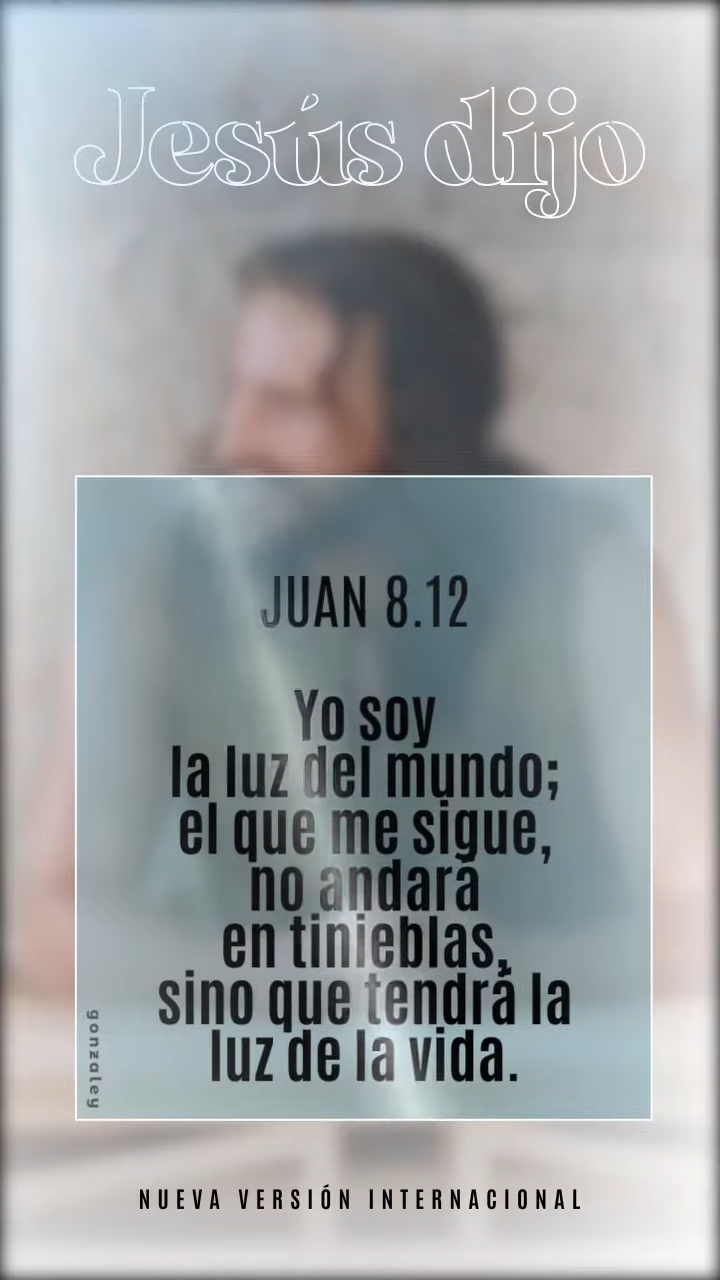 Jesús dijo
JUAN 8.12
Yo soy
la luz del mundo;
el que me sigue,
no andará
en tinieblas,
sino que tendrá la
luz de la vida.
gonzaley
NUEVA VERSIÓN INTERNACIONAL